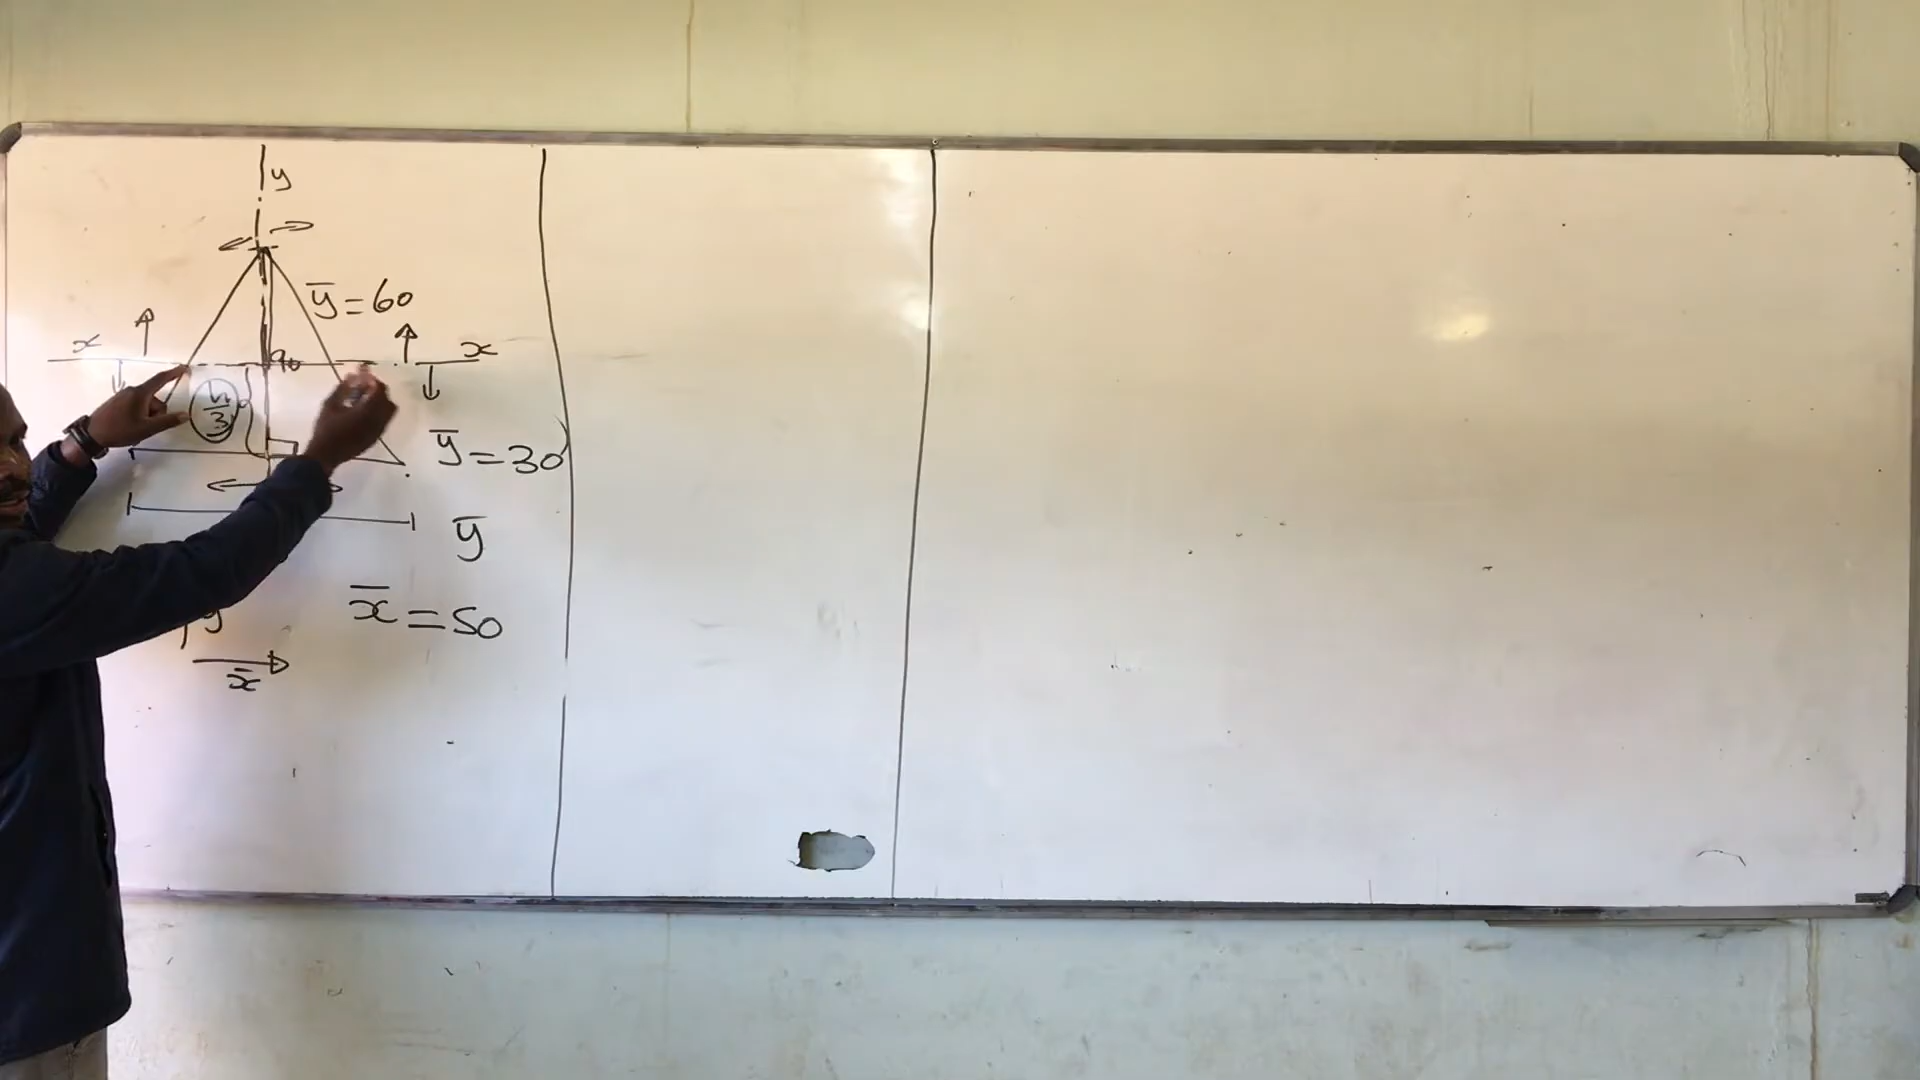 y
y̅ = 60
x x
90
h/3
y̅ = 30
y̅
x̅ = 50
y
x̅